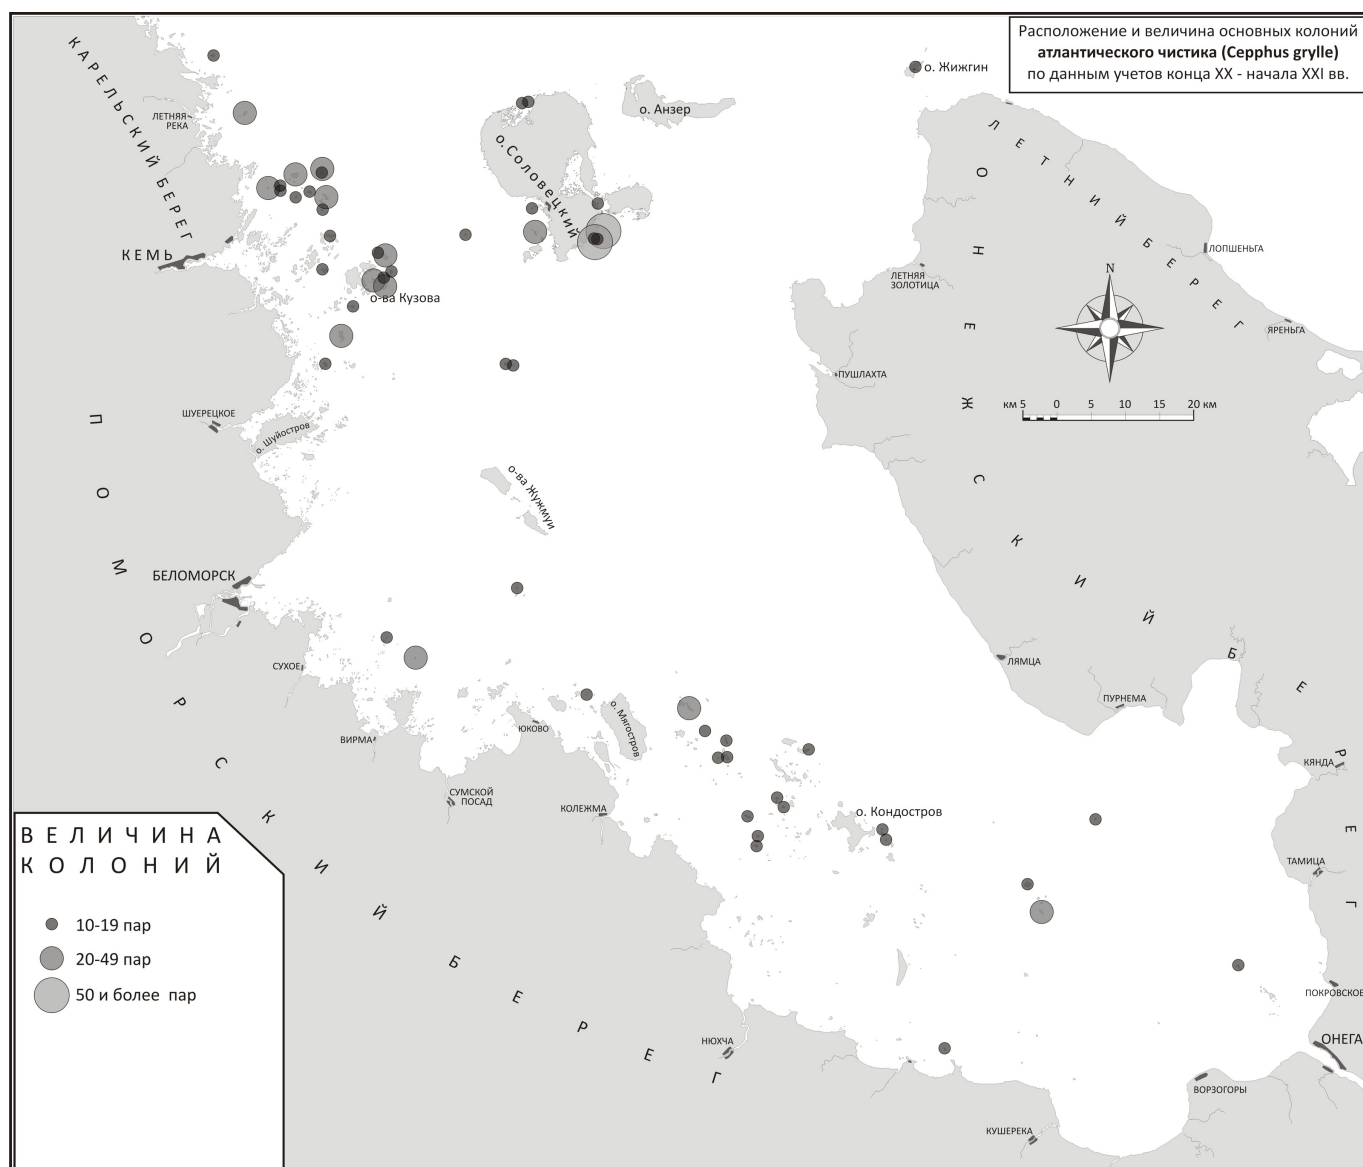 Расположение и величина основных колоний
атлантического чистика (Cepphus grylle)
по данным учетов конца XX - начала XXI вв.
КАРЕЛЬСКИЙ БЕРЕГ
ЛЕТНЯЯ
РЕКА
КЕМЬ
о. Жижгин
о. Анзер
о. Соловецкий
о-ва Кузова
ЛЕТНИЙ БЕРЕГ
ЛОПШЕНЬГА
ЛЕТНЯЯ
ЗОЛОТИЦА
ЯРЕНЬГА
N
ПУШЛАХТА
км 5 0 5 10 15 20 км
ОНЕЖСКИЙ БЕРЕГ
ШУЕРЕЦКОЕ
о. Шуйостров
о-ва Жужмуи
ПОМОРСКИЙ БЕРЕГ
БЕЛОМОРСК
СУХОЕ
ВИРМА
ЮКОВО
о. Мягостров
СУМСКОЙ
ПОСАД
КОЛЕЖМА
о. Кондостров
ЛЯМЦА
ПУРНЕМА
КЯНДА
ТАМИЦА
ПОКРОВСКОЕ
ОНЕГА
ВОРЗОГОРЫ
КУШЕРЕКА
НЮХЧА
ВЕЛИЧИНА
КОЛОНИЙ
10-19 пар
20-49 пар
50 и более пар